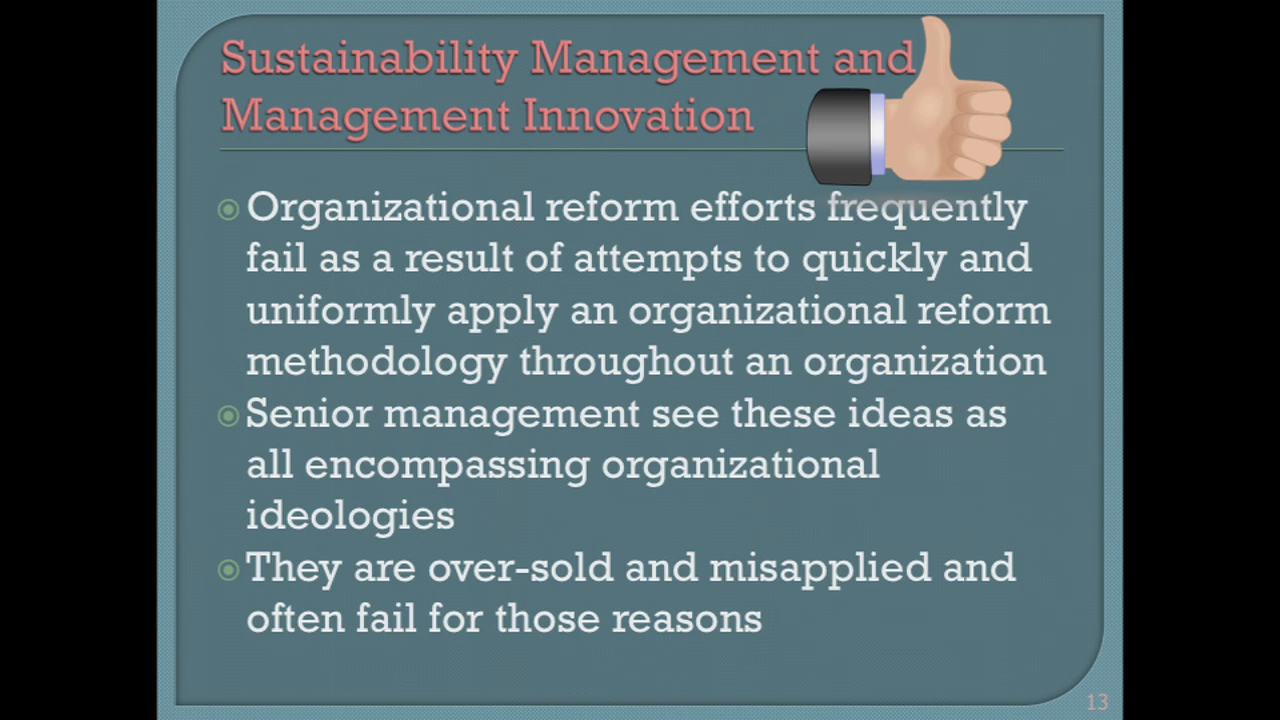 Sustainability Management and
Management Innovation
Organizational reform efforts frequently
fail as a result of attempts to quickly and
uniformly apply an organizational reform
methodology throughout an organization
Senior management see these ideas as
all encompassing organizational
ideologies
They are over-sold and misapplied and
often fail for those reasons
13